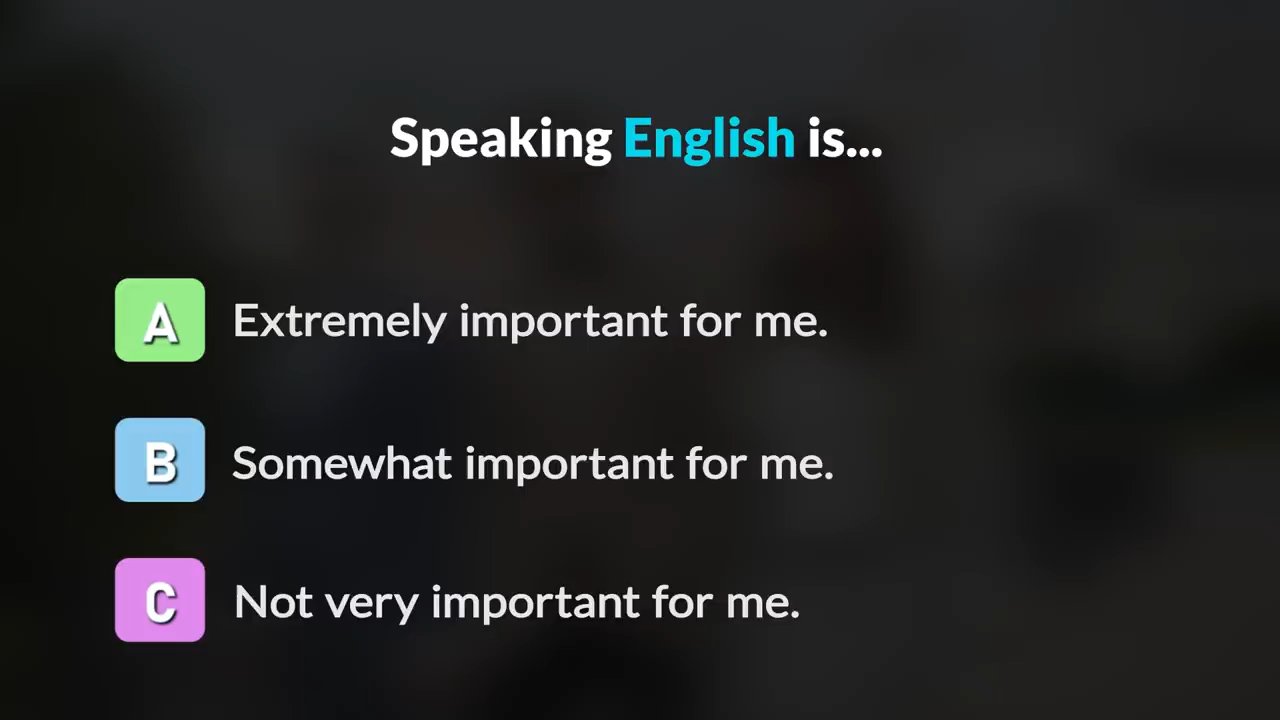 Speaking English is...
A Extremely important for me.
B Somewhat important for me.
C Not very important for me.